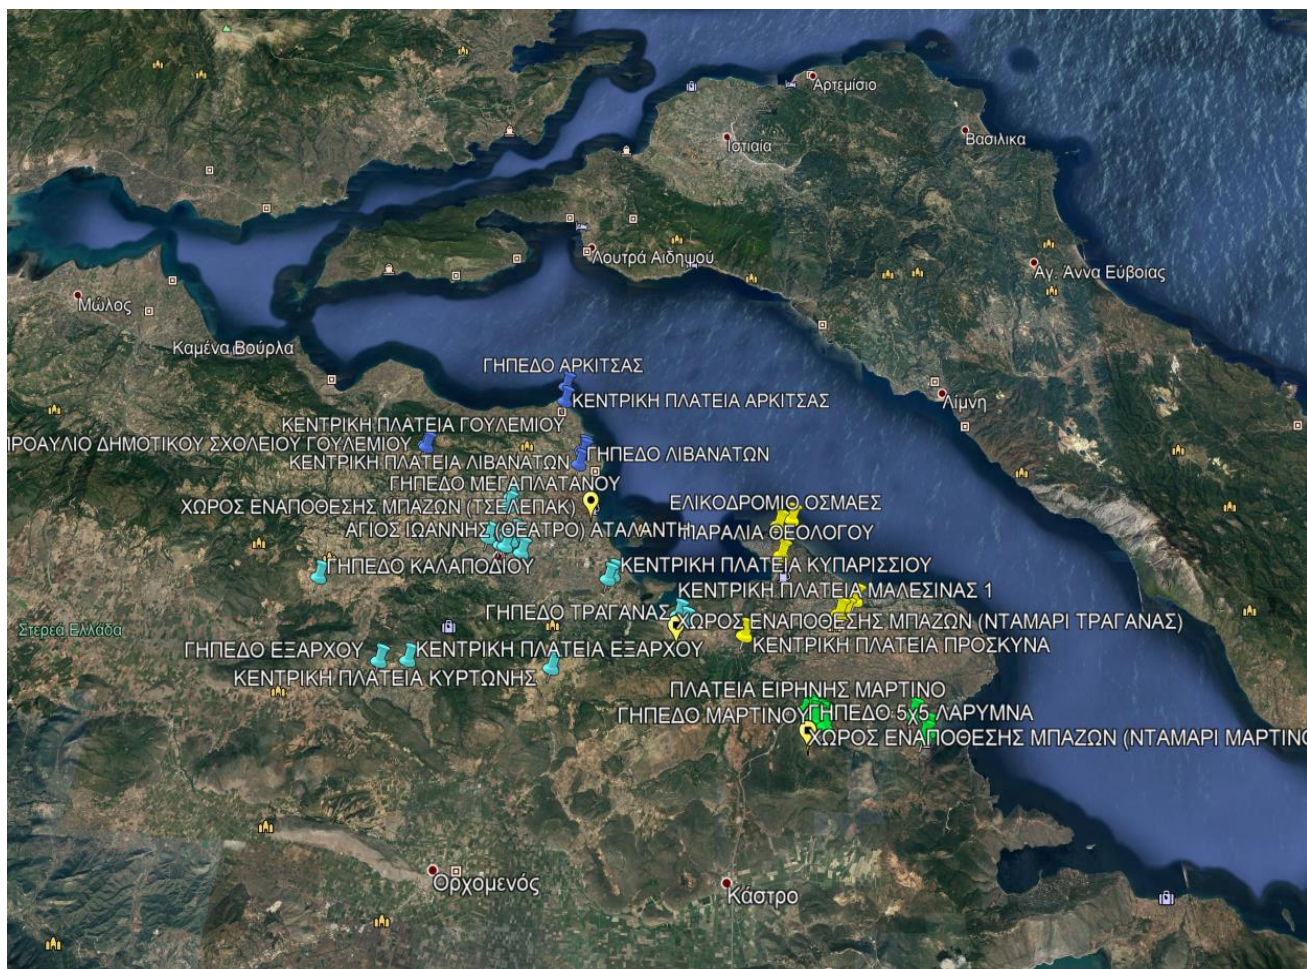 Αρτεμίσιο
Ιστιαία
Βασιλικα
Λουτρά Αιδηψού
Αγ. Άννα Εύβοίας
Μώλος
Καμένα Βούρλα
ΓΗΠΕΔΟ ΑΡΚΙΤΣΑΣ
Λίμνη
ΚΕΝΤΡΙΚΗ ΠΛΑΤΕΙΑ ΑΡΚΙΤΣΑΣ
ΚΕΝΤΡΙΚΗ ΠΛΑΤΕΙΑ ΓΟΥΛΕΜΙΟΥ
ΠΡΟΑΥΛΙΟ ΔΗΜΟΤΙΚΟΥ ΣΧΟΛΕΙΟΥ ΓΟΥΛΕΜΙΟΥ
ΓΗΠΕΔΟ ΛΙΒΑΝΑΤΩΝ
ΚΕΝΤΡΙΚΗ ΠΛΑΤΕΙΑ ΛΙΒΑΝΑΤΩΝ
ΓΗΠΕΔΟ ΜΕΓΑΠΛΑΤΑΝΟΥ
ΧΩΡΟΣ ΕΝΑΠΟΘΕΣΗΣ ΜΠΑΖΩΝ (ΤΣΕΛΕΠΑΚ)
ΕΛΙΚΟΔΡΟΜΙΟ ΟΣΜΑΕΣ
ΑΓΙΟΣ ΙΩΑΝΝΗΣ (ΘΕΑΤΡΟ) ΑΤΑΛΑΝΤΗ
ΠΑΡΑΛΙΑ ΘΕΟΛΟΓΟΥ
ΓΗΠΕΔΟ ΚΑΛΑΠΟΔΙΟΥ
ΚΕΝΤΡΙΚΗ ΠΛΑΤΕΙΑ ΚΥΠΑΡΙΣΣΙΟΥ
ΚΕΝΤΡΙΚΗ ΠΛΑΤΕΙΑ ΜΑΛΕΣΙΝΑΣ 1
ΓΗΠΕΔΟ ΤΡΑΓΑΝΑΣ
ΧΩΡΟΣ ΕΝΑΠΟΘΕΣΗΣ ΜΠΑΖΩΝ (ΝΤΑΜΑΡΙ ΤΡΑΓΑΝΑΣ)
Στερεά Ελλάδα
ΚΕΝΤΡΙΚΗ ΠΛΑΤΕΙΑ ΠΡΟΣΚΥΝΑ
ΓΗΠΕΔΟ ΕΞΑΡΧΟΥ
ΚΕΝΤΡΙΚΗ ΠΛΑΤΕΙΑ ΕΞΑΡΧΟΥ
ΚΕΝΤΡΙΚΗ ΠΛΑΤΕΙΑ ΚΥΡΤΩΝΗΣ
ΠΛΑΤΕΙΑ ΕΙΡΗΝΗΣ ΜΑΡΤΙΝΟ
ΓΗΠΕΔΟ ΜΑΡΤΙΝΟΥ
ΓΗΠΕΔΟ 5χ5 ΛΑΡΥΜΝΑ
ΧΩΡΟΣ ΕΝΑΠΟΘΕΣΗΣ ΜΠΑΖΩΝ (ΝΤΑΜΑΡΙ ΜΑΡΤΙΝΟ
Ορχομενός
Κάστρο